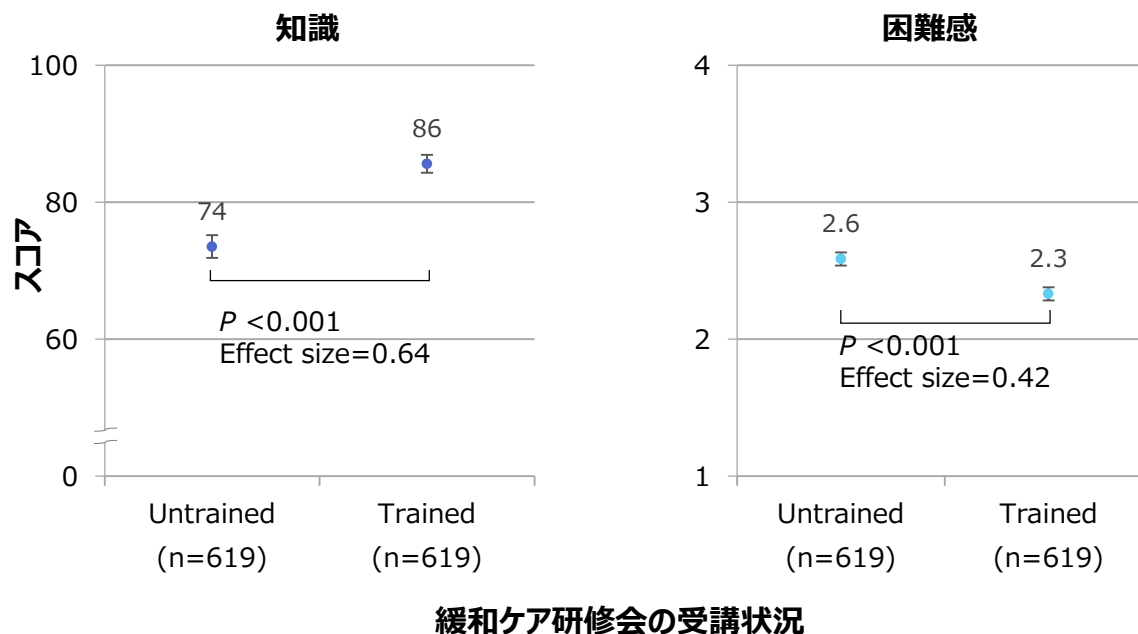 知識
100
80
60
0
スコア
74
86
P <0.001
Effect size=0.64
Untrained
(n=619)
Trained
(n=619)
困難感
4
3
2
1
2.6
2.3
P <0.001
Effect size=0.42
Untrained
(n=619)
Trained
(n=619)
緩和ケア研修会の受講状況